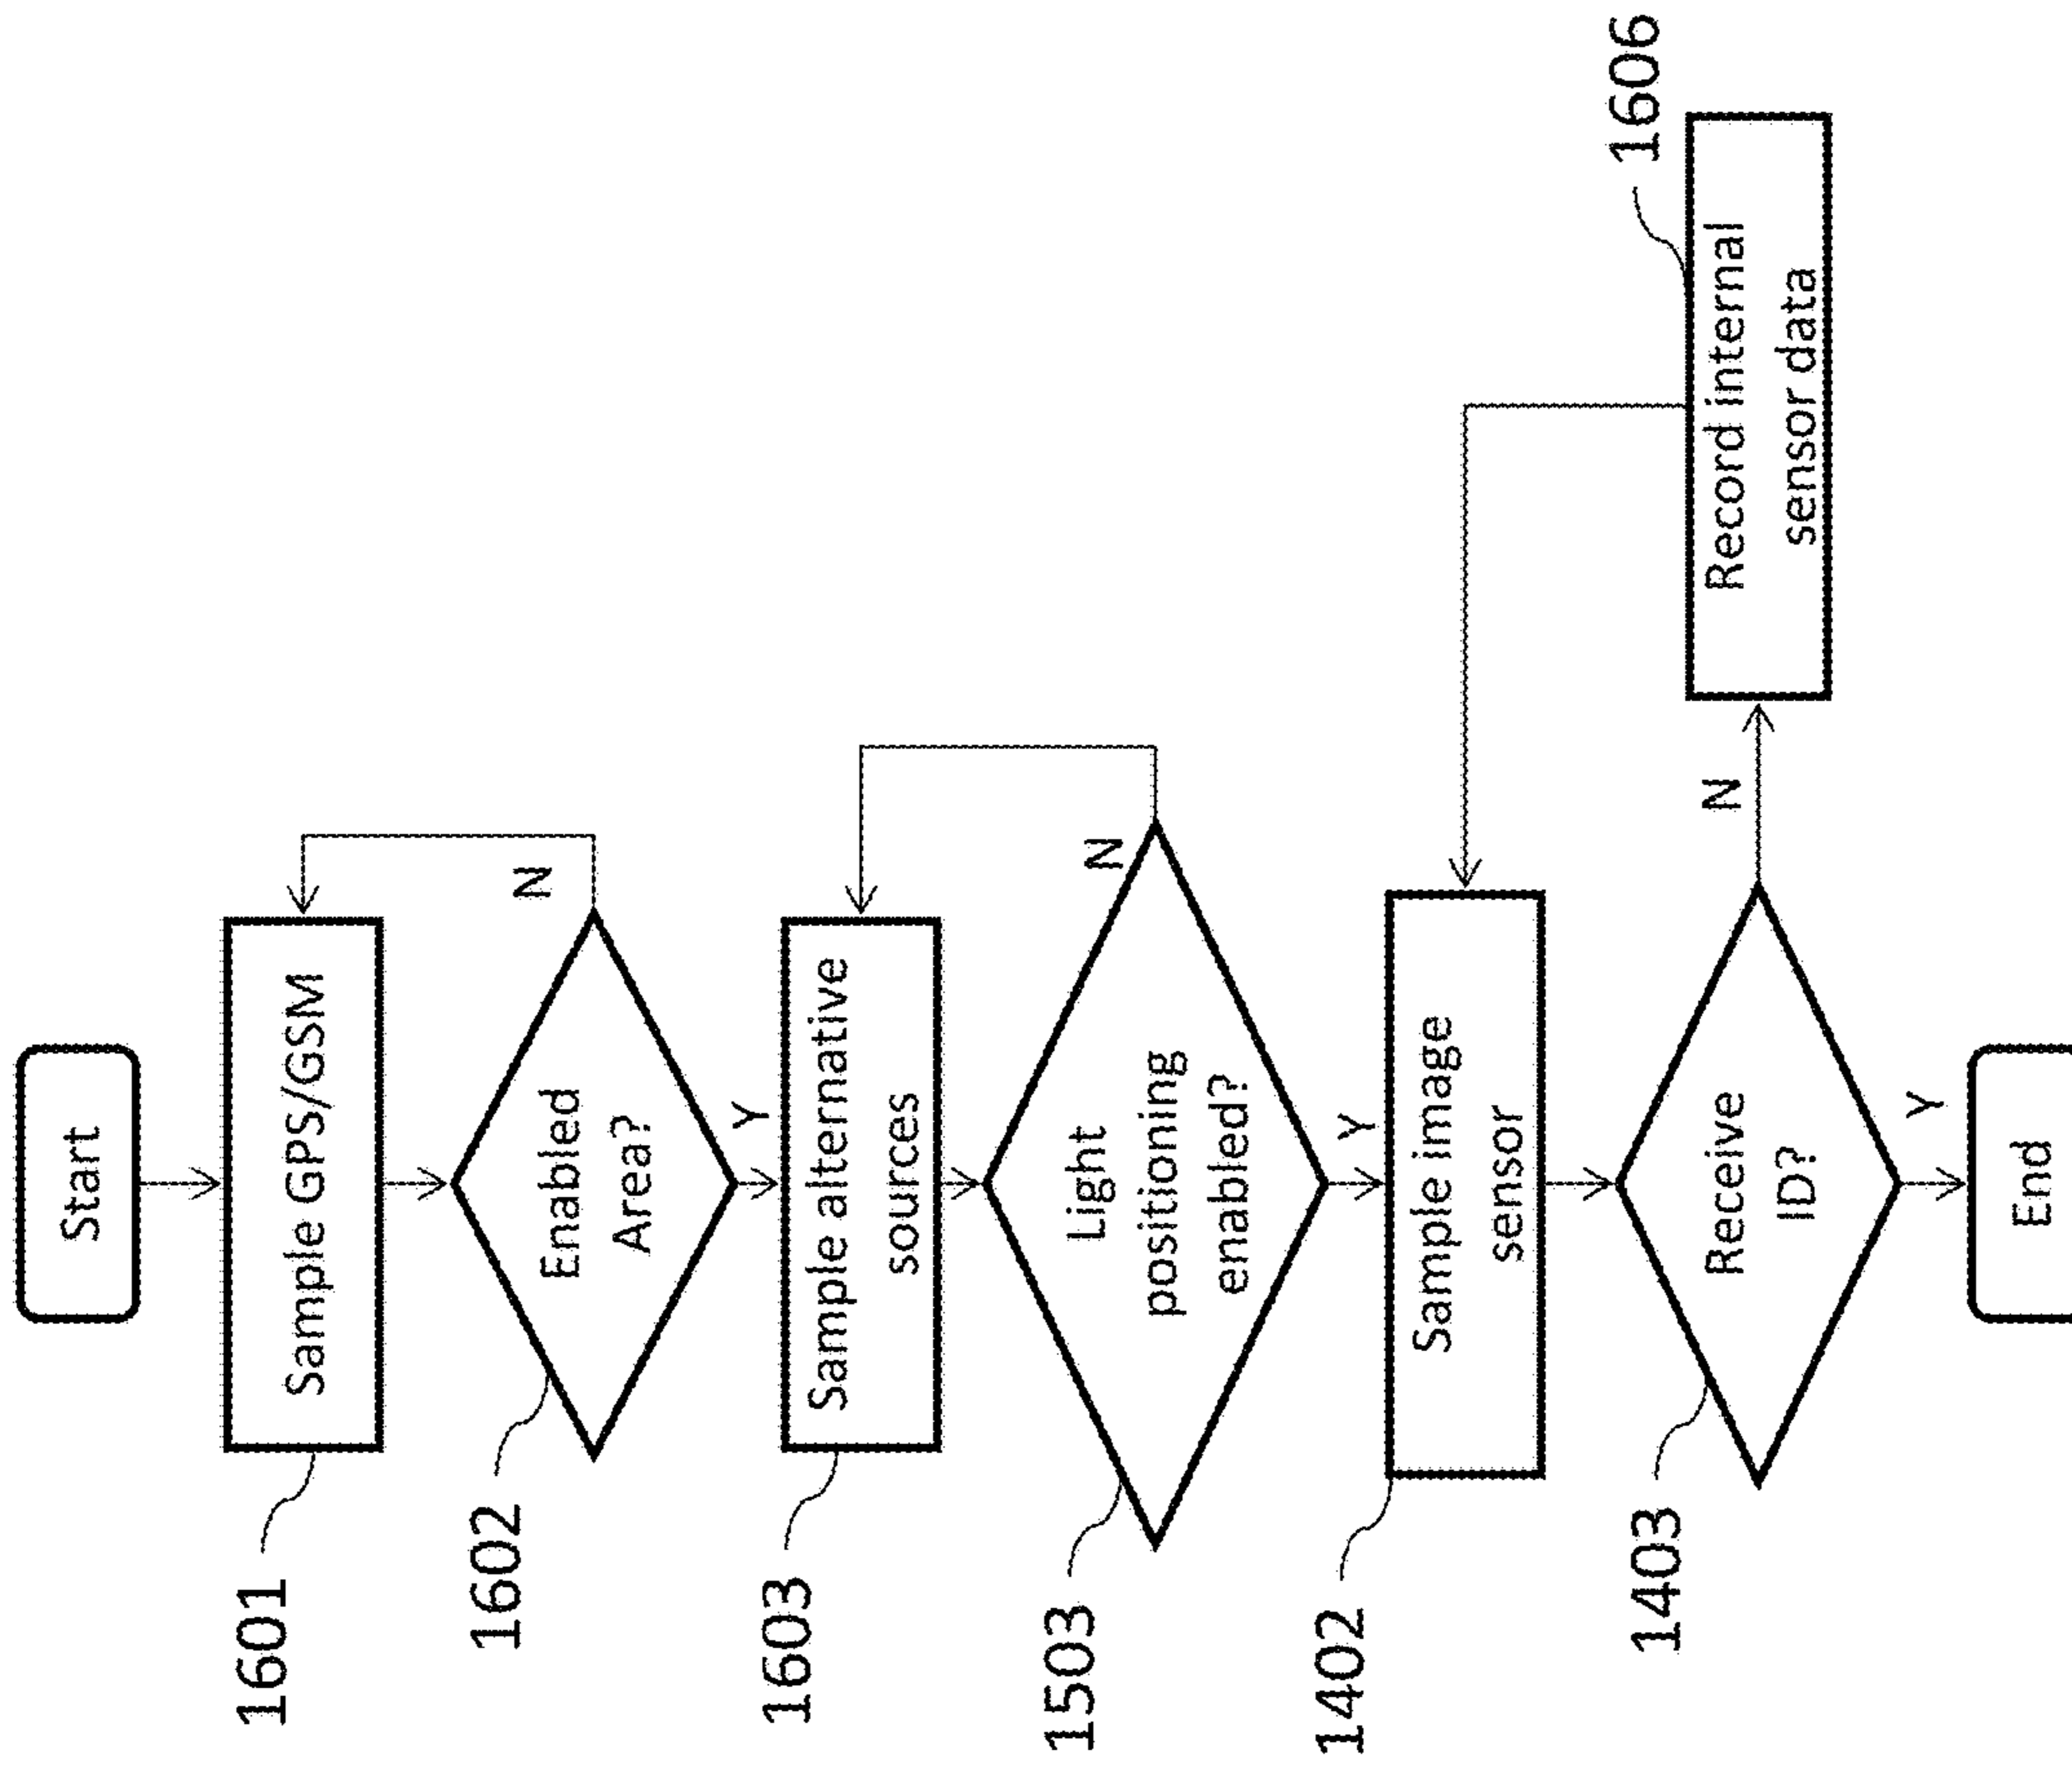 Start
1601
Sample GPS/GSM
1602
Enabled
Area?
N
Y
1603
Sample alternative
sources
1503
Light
positioning
enabled?
N
Y
1402
Sample image
sensor
1403
Receive
ID?
N
1606
Record internal
sensor data
Y
End